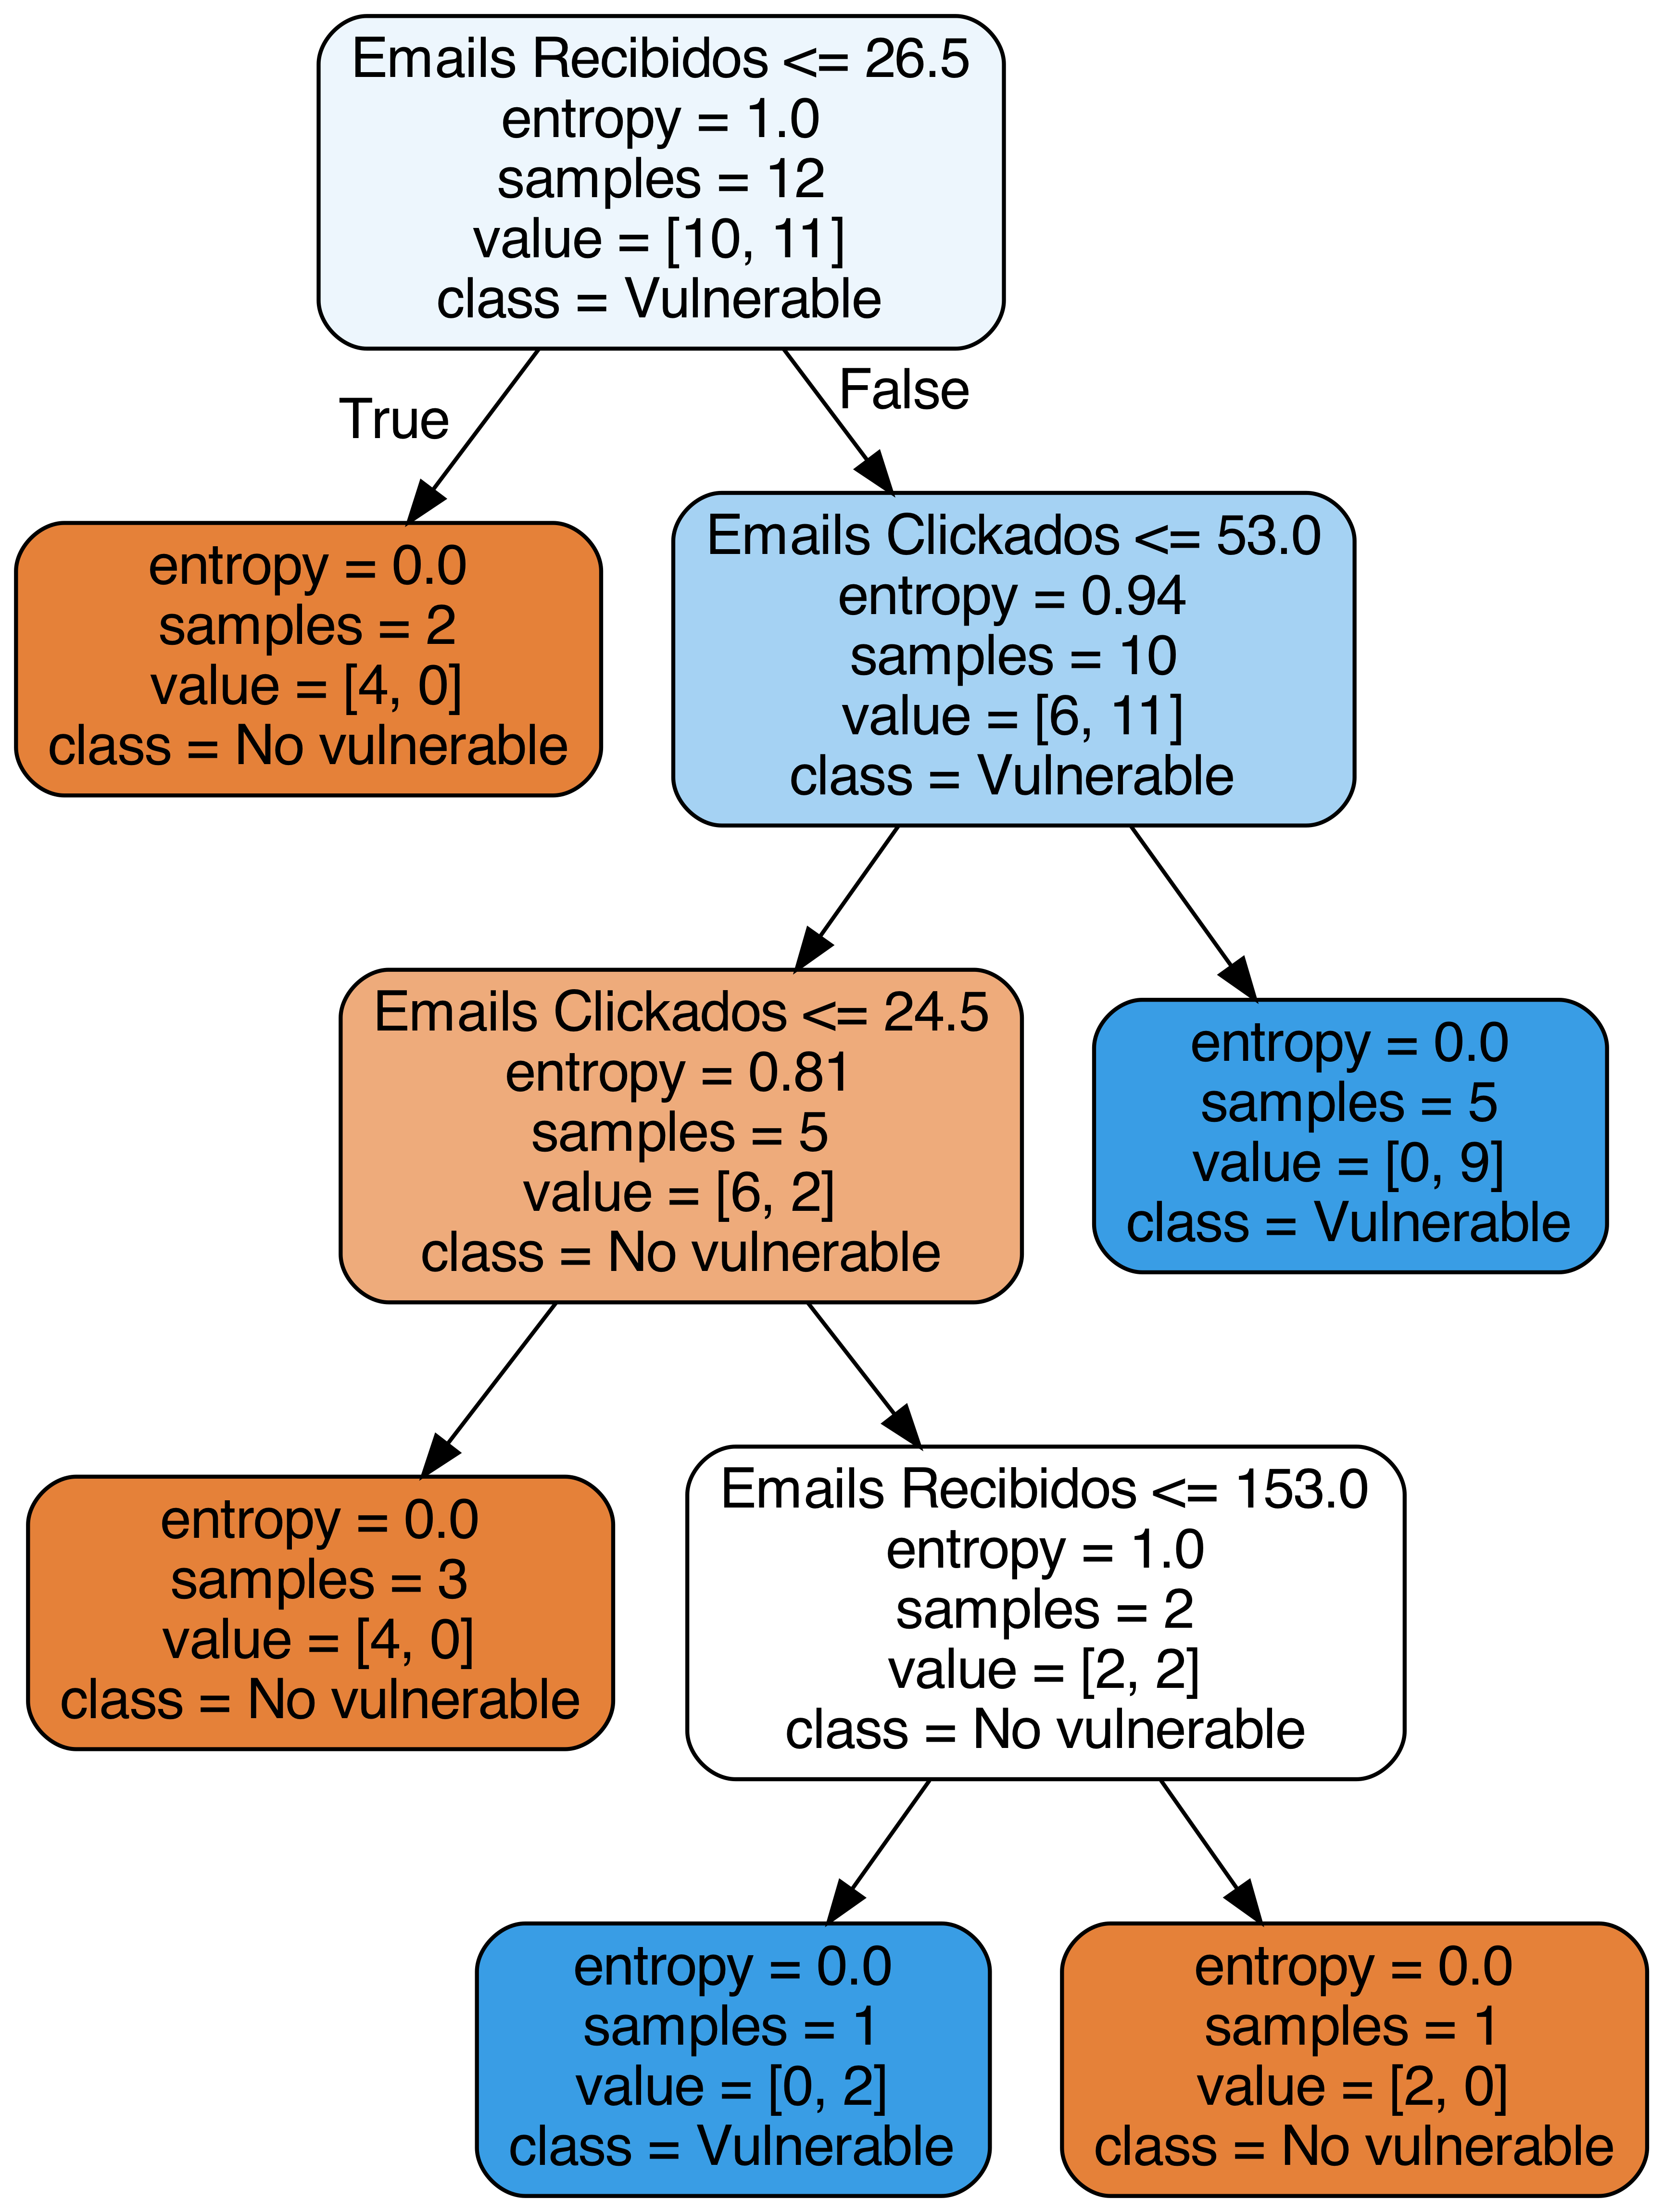 Emails Recibidos <= 26.5
entropy = 1.0
samples = 12
value = [10, 11]
class = Vulnerable
True
False
entropy = 0.0
samples = 2
value = [4, 0]
class = No vulnerable
Emails Clickados <= 53.0
entropy = 0.94
samples = 10
value = [6, 11]
class = Vulnerable
Emails Clickados <= 24.5
entropy = 0.81
samples = 5
value = [6, 2]
class = No vulnerable
entropy = 0.0
samples = 5
value = [0, 9]
class = Vulnerable
entropy = 0.0
samples = 3
value = [4, 0]
class = No vulnerable
Emails Recibidos <= 153.0
entropy = 1.0
samples = 2
value = [2, 2]
class = No vulnerable
entropy = 0.0
samples = 1
value = [0, 2]
class = Vulnerable
entropy = 0.0
samples = 1
value = [2, 0]
class = No vulnerable